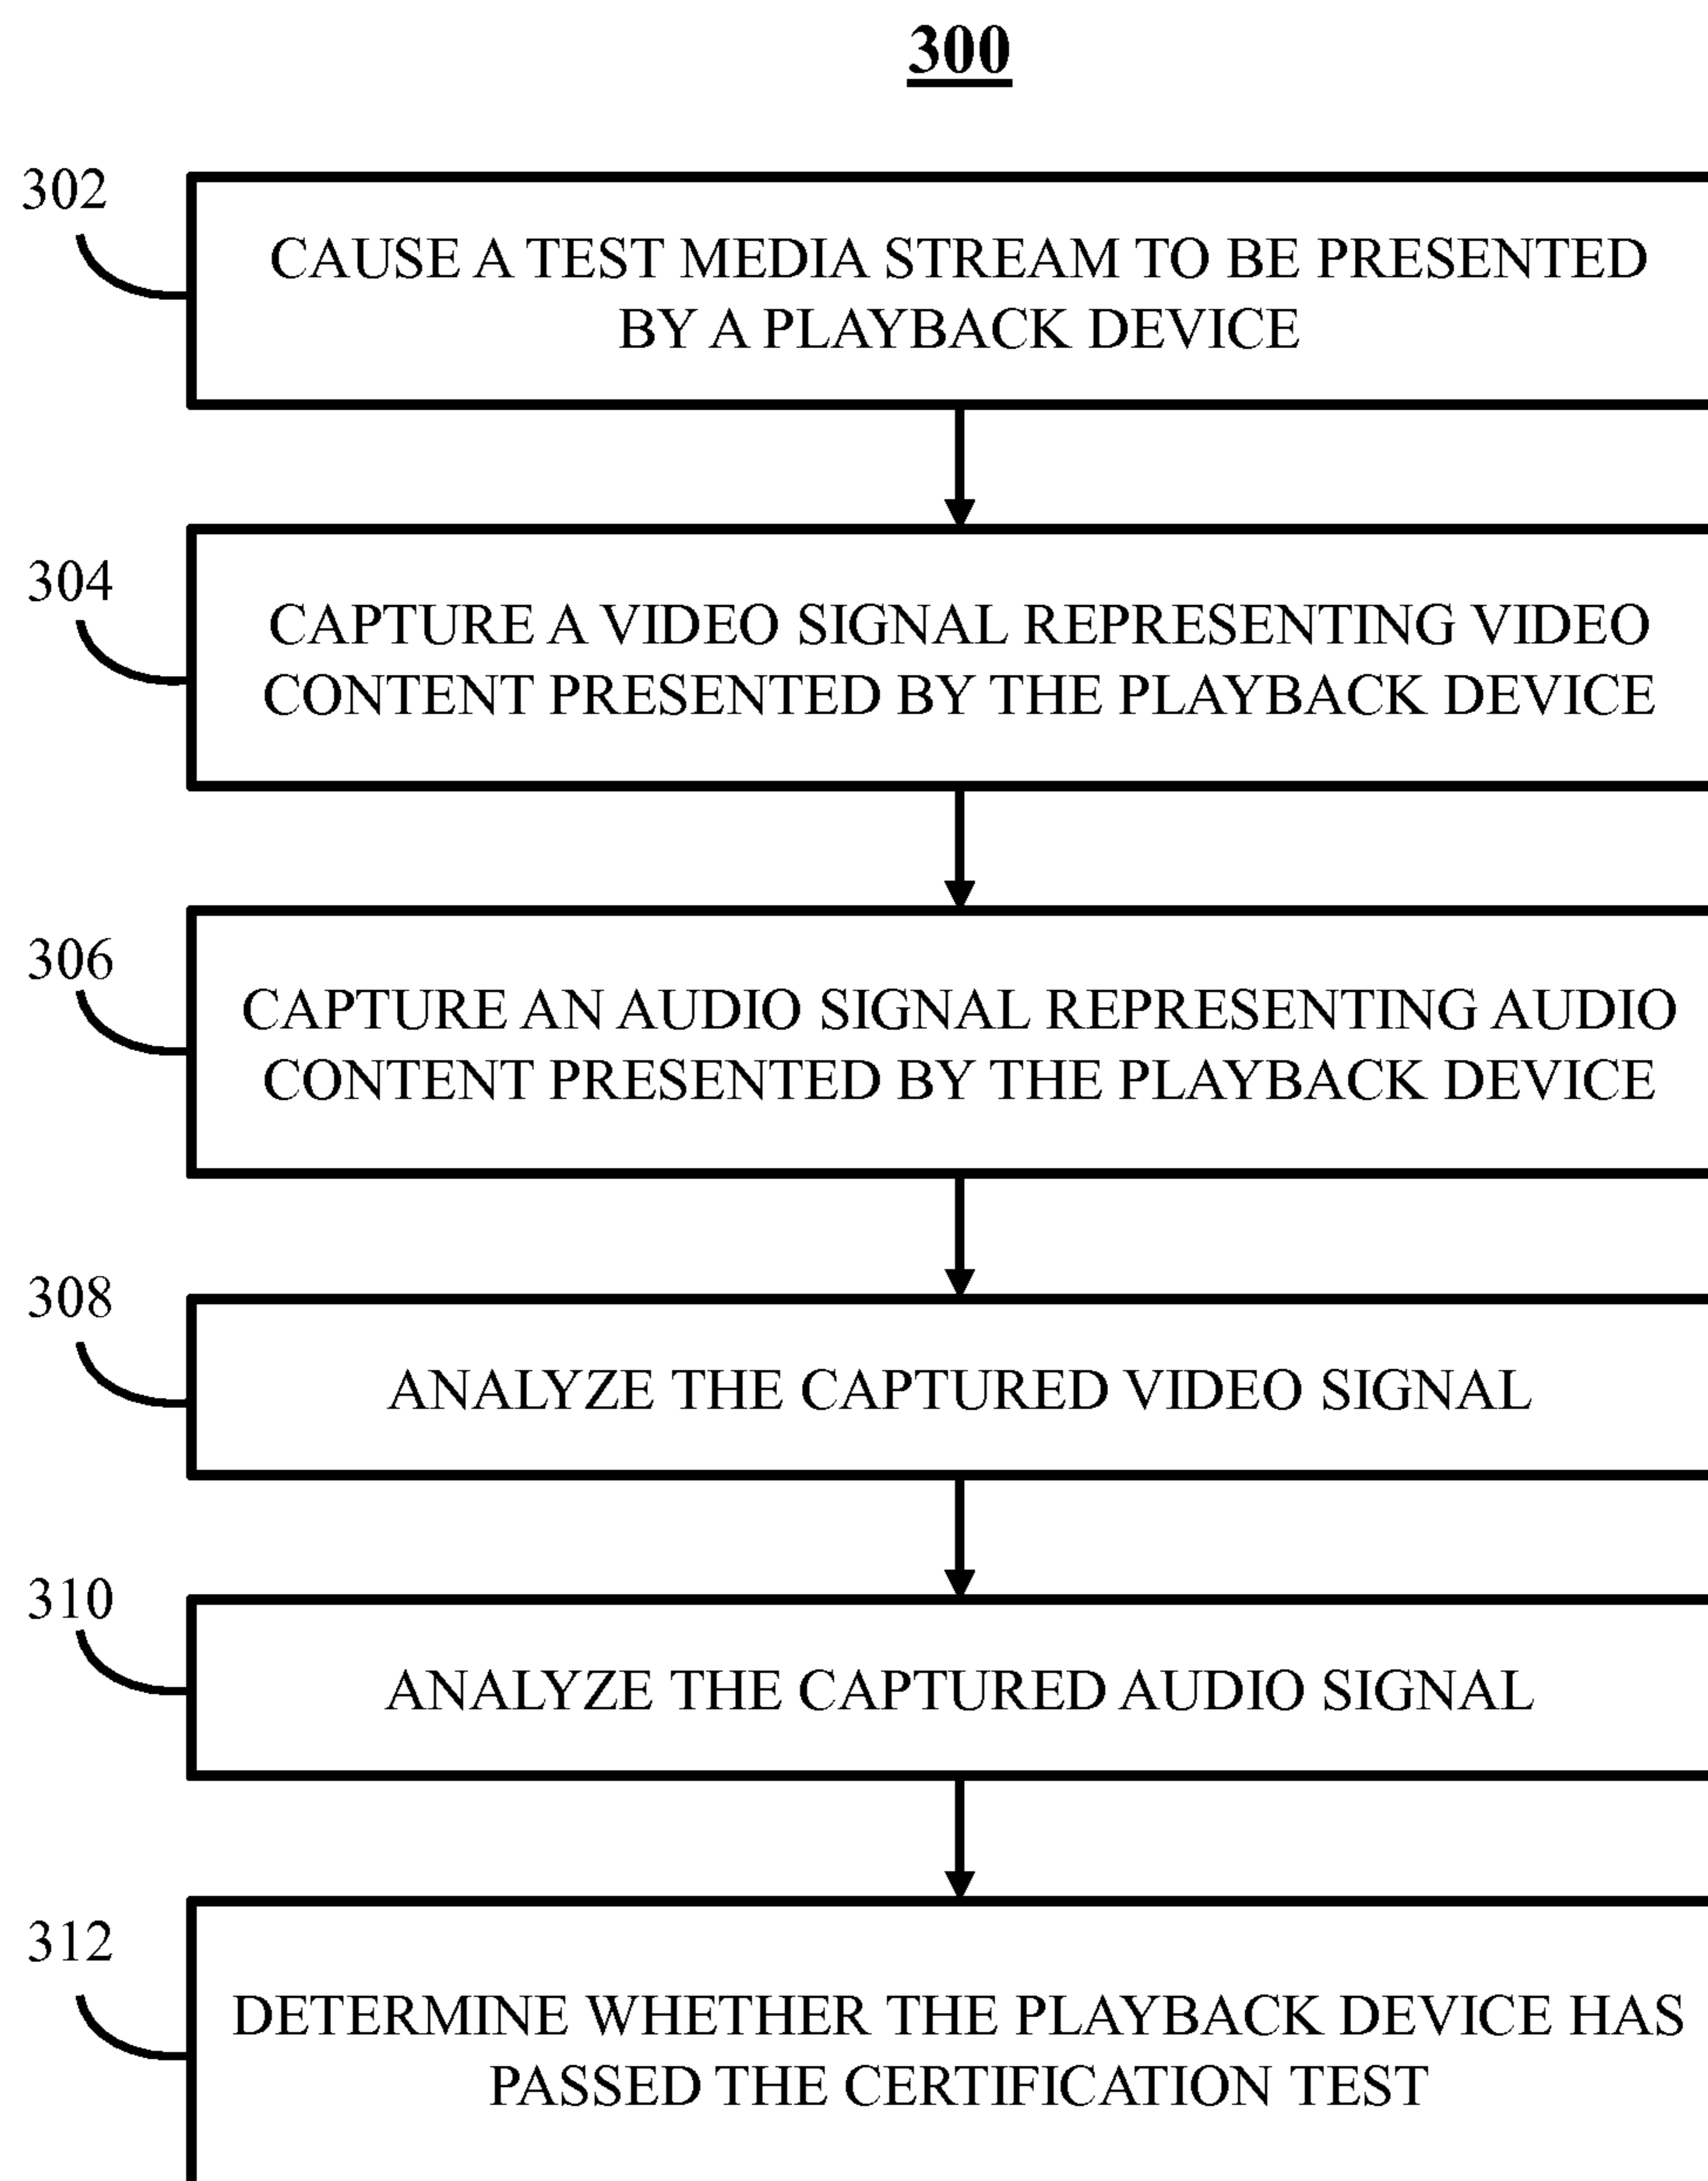 300
302
CAUSE A TEST MEDIA STREAM TO BE PRESENTED
BY A PLAYBACK DEVICE
304
CAPTURE A VIDEO SIGNAL REPRESENTING VIDEO
CONTENT PRESENTED BY THE PLAYBACK DEVICE
306
CAPTURE AN AUDIO SIGNAL REPRESENTING AUDIO
CONTENT PRESENTED BY THE PLAYBACK DEVICE
308
ANALYZE THE CAPTURED VIDEO SIGNAL
310
ANALYZE THE CAPTURED AUDIO SIGNAL
312
DETERMINE WHETHER THE PLAYBACK DEVICE HAS
PASSED THE CERTIFICATION TEST